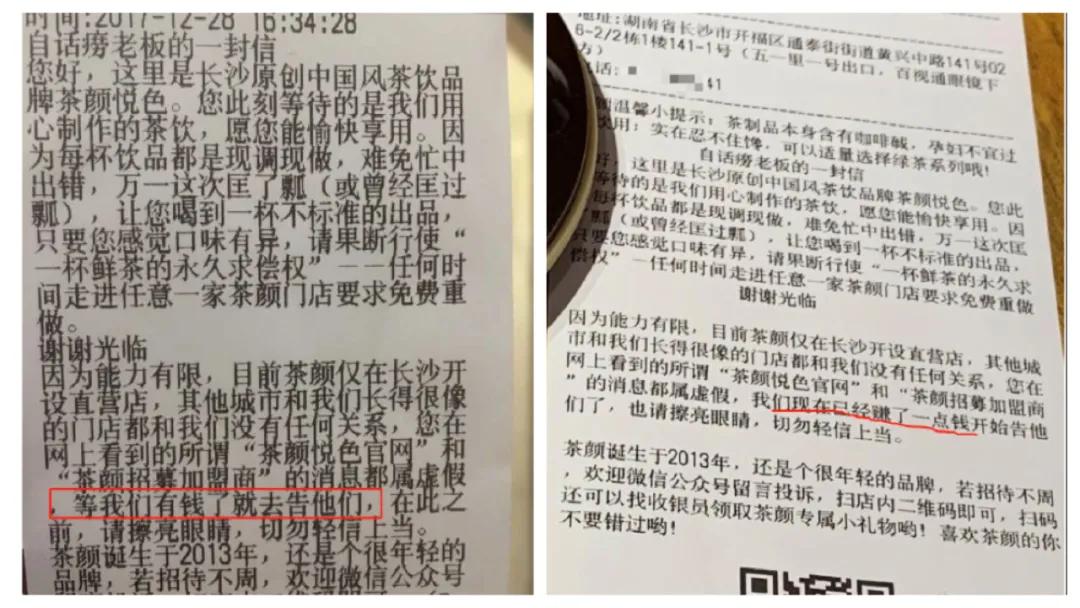 时间:2017-12-28 16:34:28
自话痨老板的一封信
您好，这里是长沙原创中国风茶饮品
牌茶颜悦色。您此刻等待的是我们用
心制作的茶饮，愿您能愉快享用。因
为每杯饮品都是现调现做，难免忙中
出错，万一这次匡了瓢（或曾经匡过
瓢），让您喝到一杯不标准的出品，
只要您感觉口味有异，请果断行使“
一杯鲜茶的永久求偿权”——任何时
间走进任意一家茶颜门店要求免费重
做。
谢谢光临
因为能力有限，目前茶颜仅在长沙开
设直营店，其他城市和我们长得很像
的门店都和我们没有任何关系，您在
网上看到的所谓“茶颜悦色官网”和
“茶颜招募加盟商”的消息都属虚假
，等我们有钱了就去告他们，在此之
前，请擦亮眼睛，切勿轻信上当。
茶颜诞生于2013年，还是个很年轻的
品牌，若招待不周，欢迎微信公众号
地址:湖南省长沙市开福区通泰街街道黄兴中路141号02
6-2/2栋1楼141-1号（五一里一号出口，百视通眼镜下
方）
电话:
41
温馨小提示：茶制品本身含有咖啡碱，孕妇不宜过
饮用；实在忍不住馋，可以适量选择绿茶系列哦!
自话痨老板的一封信
好，这里是长沙原创中国风茶饮品牌茶颜悦色。您此
等待的是我们用心制作的茶饮，愿您能愉快享用。因
每杯饮品都是现调现做，难免忙中出错，万一这次匡
瓢（或曾经匡过瓢），让您喝到一杯不标准的出品，
只要您感觉口味有异，请果断行使“一杯鲜茶的永久求
偿权”—任何时间走进任意一家茶颜门店要求免费重做
谢谢光临
因为能力有限，目前茶颜仅在长沙开设直营店，其他城
市和我们长得很像的门店都和我们没有任何关系，您在
网上看到的所谓“茶颜悦色官网”和“茶颜招募加盟商
”的消息都属虚假，我们现在已经赚了一点钱开始告他
们了，也请擦亮眼睛，切勿轻信上当。
茶颜诞生于2013年，还是个很年轻的品牌，若招待不周
，欢迎微信公众号留言投诉，扫店内二维码即可，扫码
还可以找收银员领取茶颜专属小礼物哟！喜欢茶颜的你
不要错过哟！